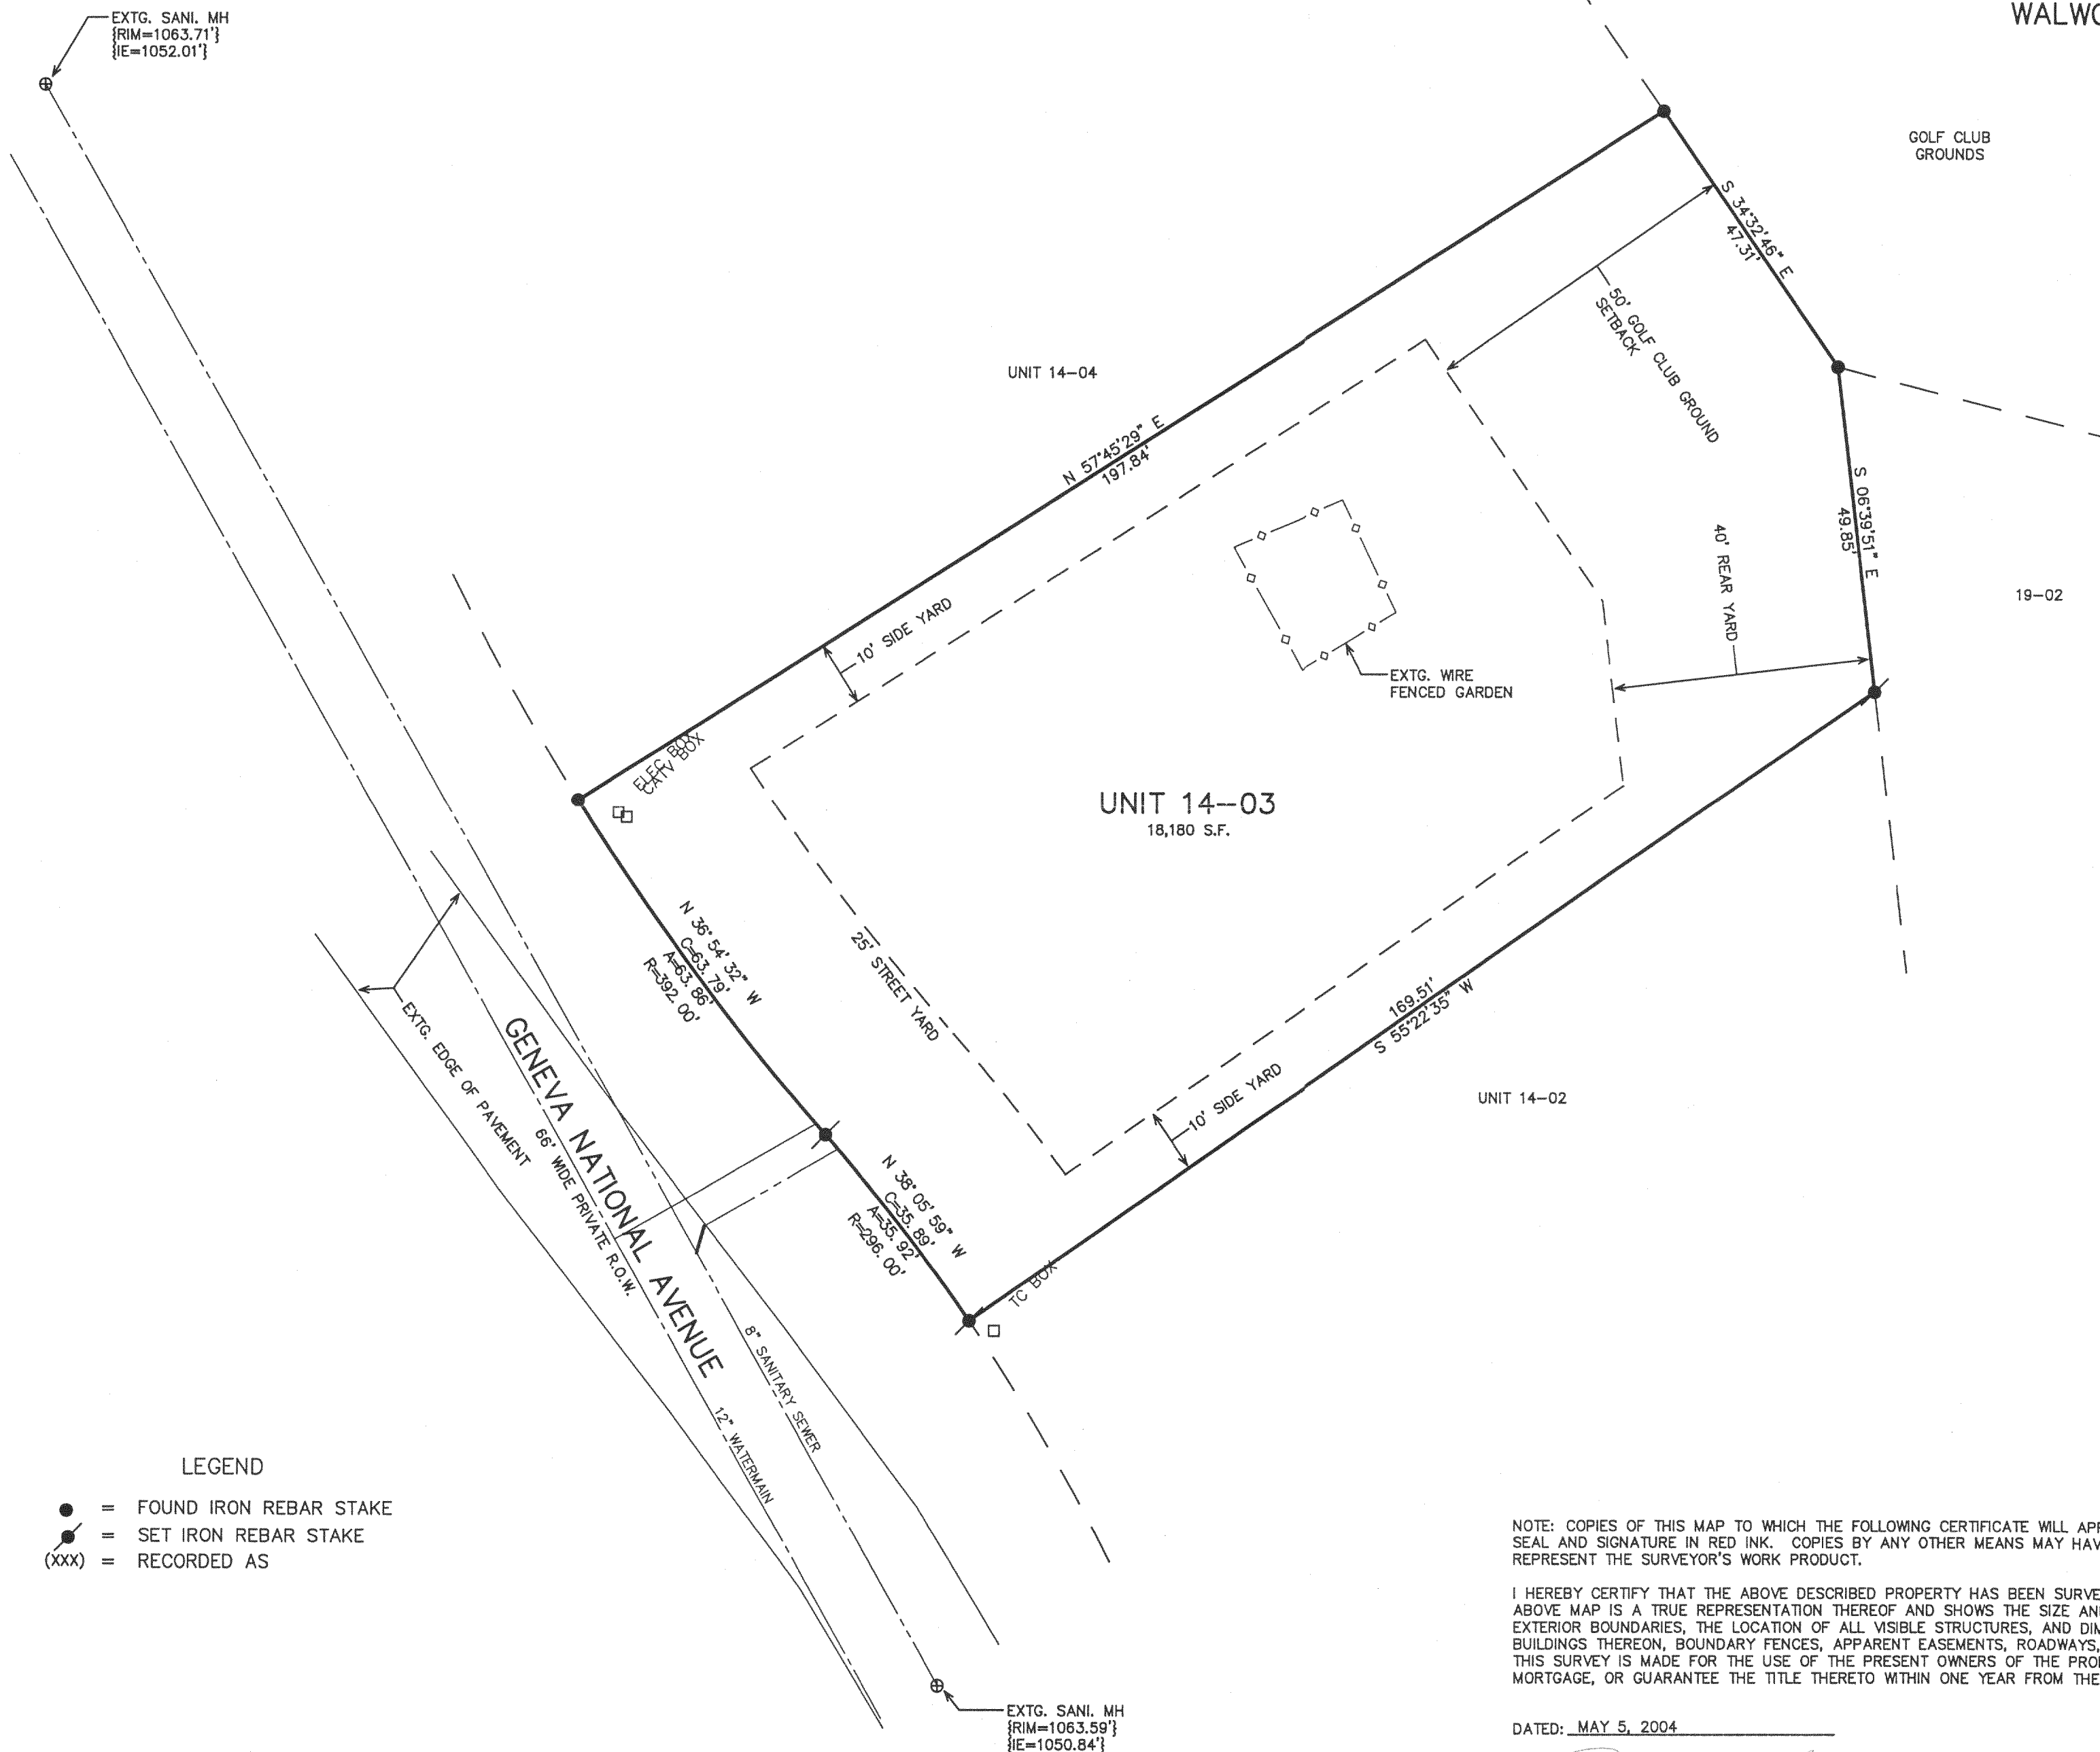 WALWO
EXTG. SANI. MH
{RIM=1063.71'}
{IE=1052.01'}
GOLF CLUB
GROUNDS
S 34°32'46" E
47.31'
50' GOLF CLUB GROUND
SETBACK
UNIT 14-04
N 57°45'29" E
197.84'
S 06°39'51" E
49.85'
40' REAR YARD
19-02
10' SIDE YARD
EXTG. WIRE
FENCED GARDEN
ELEC BOX
CATV BOX
UNIT 14-03
18,180 S.F.
N 36°54'32" W
C=63.79'
A=63.86'
R=392.00'
25' STREET YARD
169.51'
S 55°22'35" W
EXTG. EDGE OF PAVEMENT
GENEVA NATIONAL AVENUE
66' WIDE PRIVATE R.O.W.
10' SIDE YARD
UNIT 14-02
N 38°05'59" W
C=35.89'
A=35.92'
R=296.00'
TC BOX
8" SANITARY SEWER
12" WATERMAIN
LEGEND
= FOUND IRON REBAR STAKE
= SET IRON REBAR STAKE
(XXX) = RECORDED AS
EXTG. SANI. MH
{RIM=1063.59'}
{IE=1050.84'}
NOTE: COPIES OF THIS MAP TO WHICH THE FOLLOWING CERTIFICATE WILL APP
SEAL AND SIGNATURE IN RED INK. COPIES BY ANY OTHER MEANS MAY HAV
REPRESENT THE SURVEYOR'S WORK PRODUCT.
I HEREBY CERTIFY THAT THE ABOVE DESCRIBED PROPERTY HAS BEEN SURVE
ABOVE MAP IS A TRUE REPRESENTATION THEREOF AND SHOWS THE SIZE AN
EXTERIOR BOUNDARIES, THE LOCATION OF ALL VISIBLE STRUCTURES, AND DIM
BUILDINGS THEREON, BOUNDARY FENCES, APPARENT EASEMENTS, ROADWAYS,
THIS SURVEY IS MADE FOR THE USE OF THE PRESENT OWNERS OF THE PRO
MORTGAGE, OR GUARANTEE THE TITLE THERETO WITHIN ONE YEAR FROM THE
DATED: MAY 5, 2004